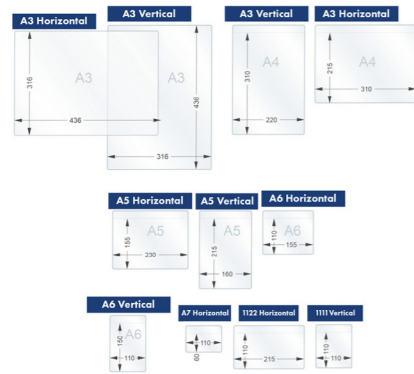 A3 Horizontal
A3 Vertical
A3 Vertical
A3 Horizontal
A3
316
436
A3
436
316
A4
310
220
A4
215
310
A5 Horizontal
A5 Vertical
A6 Horizontal
A5
155
230
A5
215
160
A6
110
155
A6 Vertical
A7 Horizontal
1122 Horizontal
1111 Vertical
A6
150
110
110
60
110
215
110
110